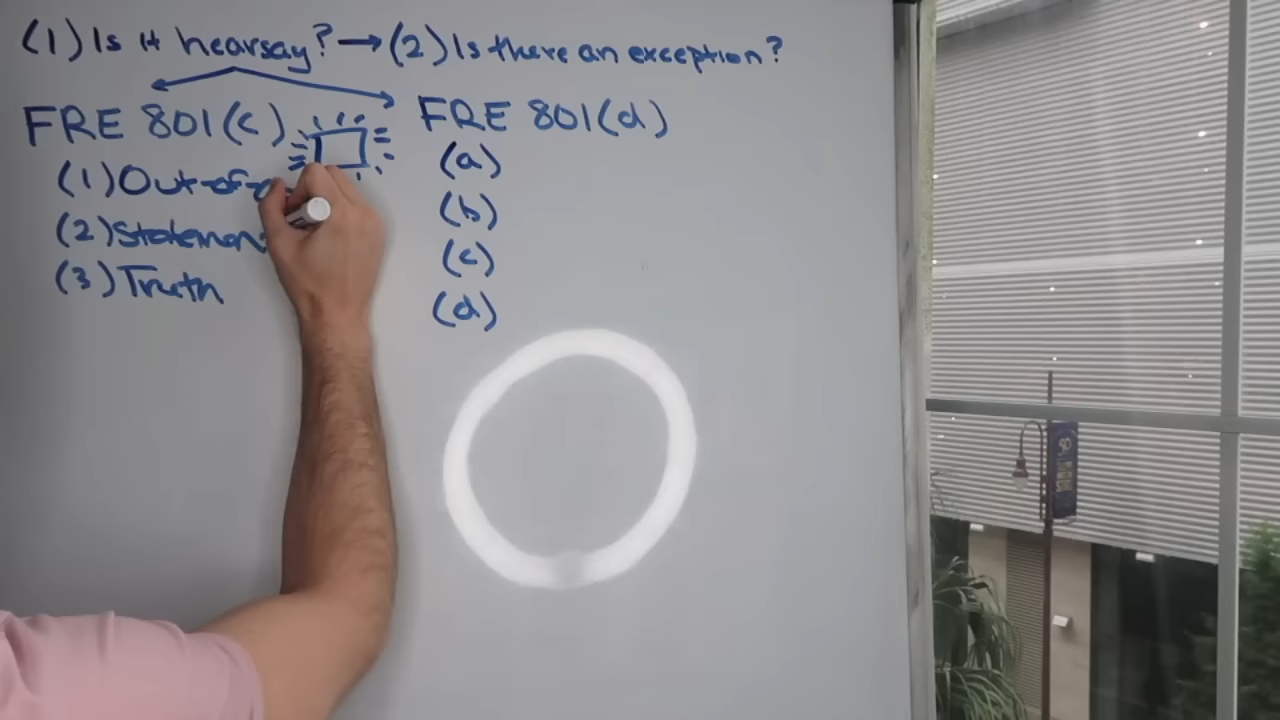 (1) Is it hearsay? → (2) Is there an exception?
FRE 801(c)
(1) Out-of-
(2) Statement
(3) Truth
FRE 801(d)
(a)
(b)
(c)
(d)
50